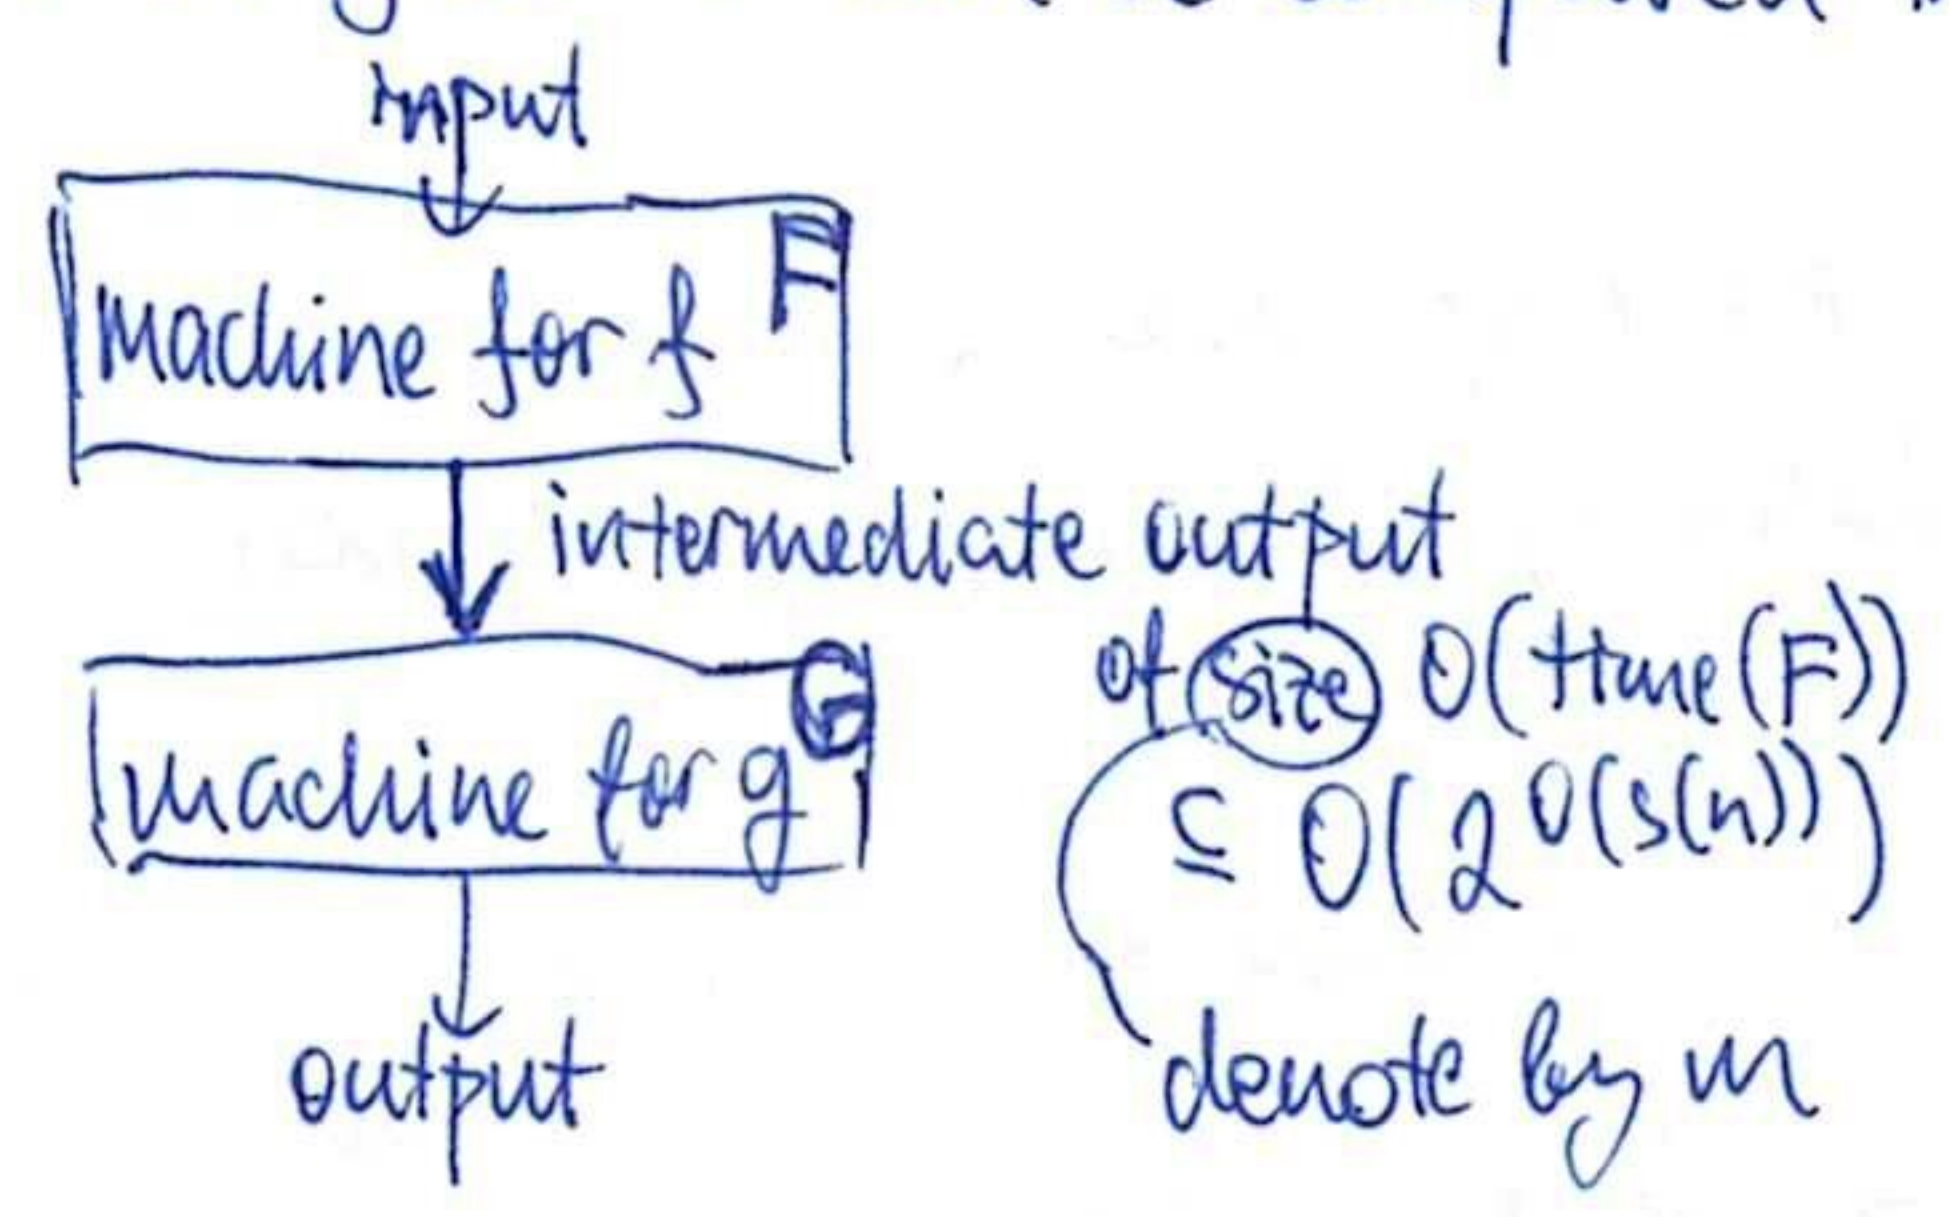 input
Machine for f F
intermediate output
of size O(time(F))
⊆ O(2^O(s(n)))
machine for g G
denote by m
output